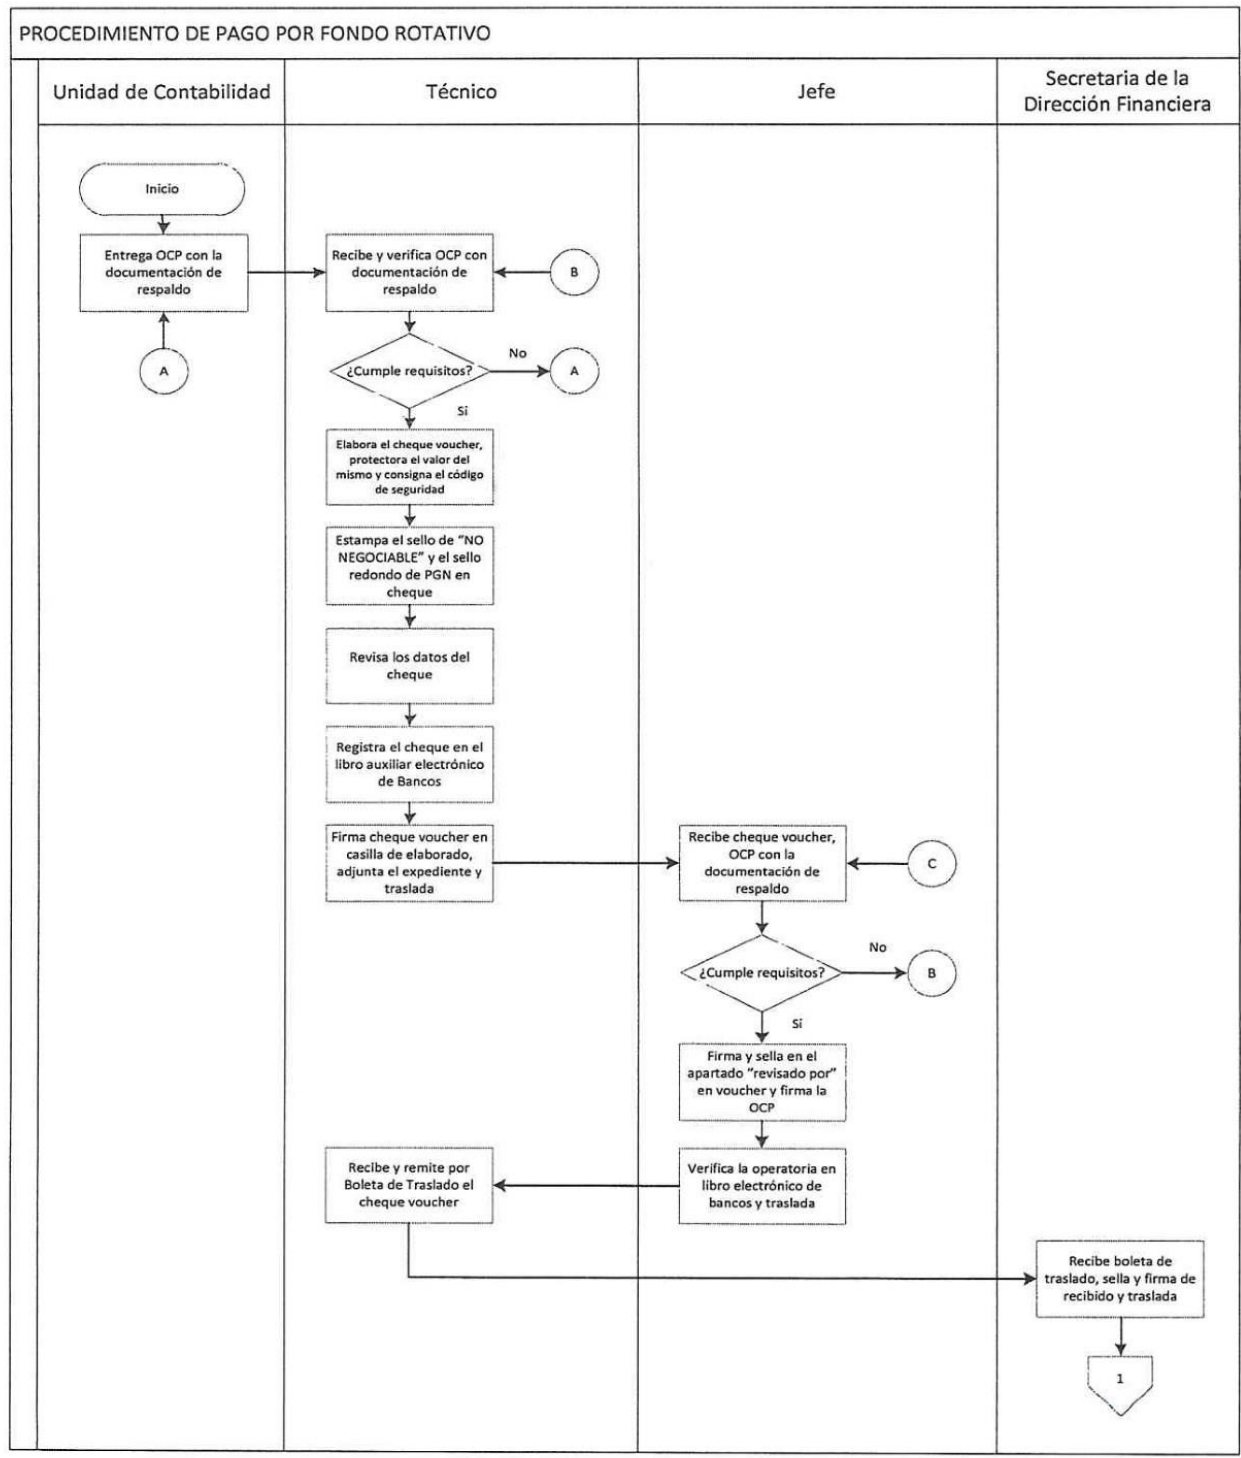 PROCEDIMIENTO DE PAGO POR FONDO ROTATIVO
Unidad de Contabilidad
Técnico
Jefe
Secretaria de la
Dirección Financiera
Inicio
Entrega OCP con la
documentación de
respaldo
Recibe y verifica OCP con
documentación de
respaldo
B
A
¿Cumple requisitos?
No
A
Sí
Elabora el cheque voucher,
protectora el valor del
mismo y consigna el código
de seguridad
Estampa el sello de "NO
NEGOCIABLE" y el sello
redondo de PGN en
cheque
Revisa los datos del
cheque
Registra el cheque en el
libro auxiliar electrónico
de Bancos
Firma cheque voucher en
casilla de elaborado,
adjunta el expediente y
traslada
Recibe cheque voucher,
OCP con la
documentación de
respaldo
C
¿Cumple requisitos?
No
B
Sí
Firma y sella en el
apartado "revisado por"
en voucher y firma la
OCP
Verifica la operatoria en
libro electrónico de
bancos y traslada
Recibe y remite por
Boleta de Traslado el
cheque voucher
Recibe boleta de
traslado, sella y firma de
recibido y traslada
1